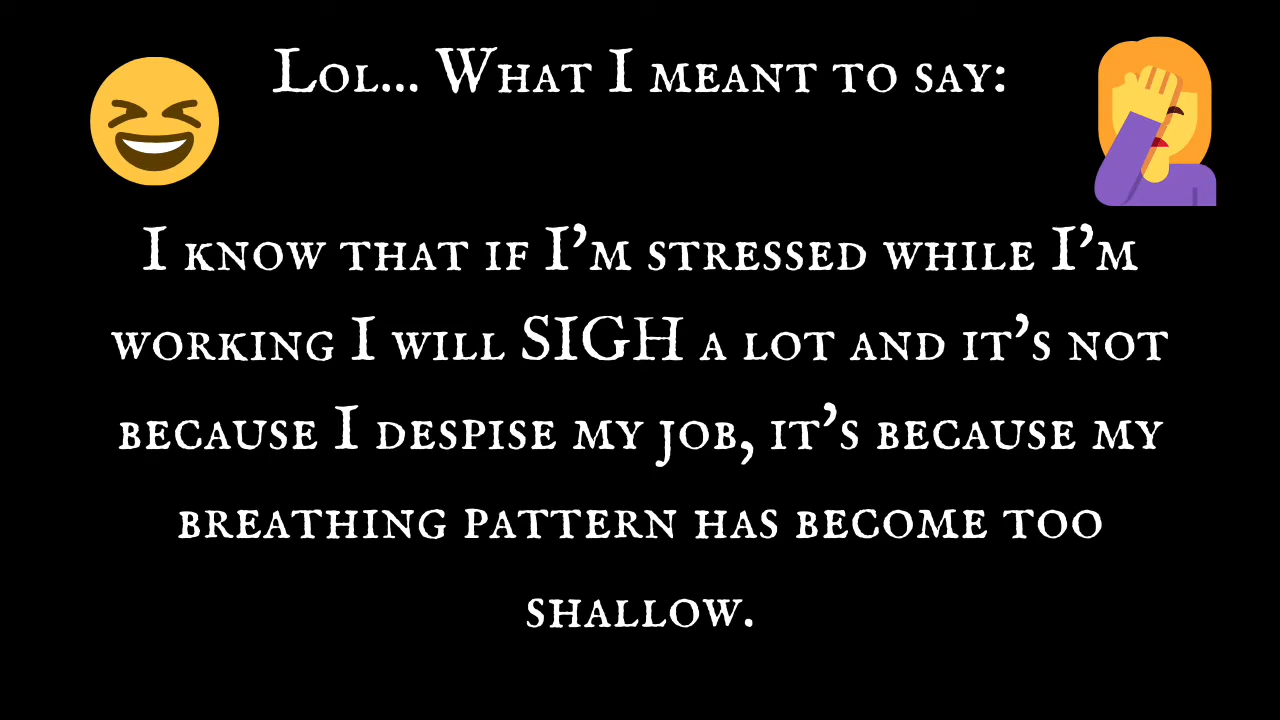 Lol... What I meant to say:
I know that if I'm stressed while I'm
working I will SIGH a lot and it's not
because I despise my job, it's because my
breathing pattern has become too
shallow.